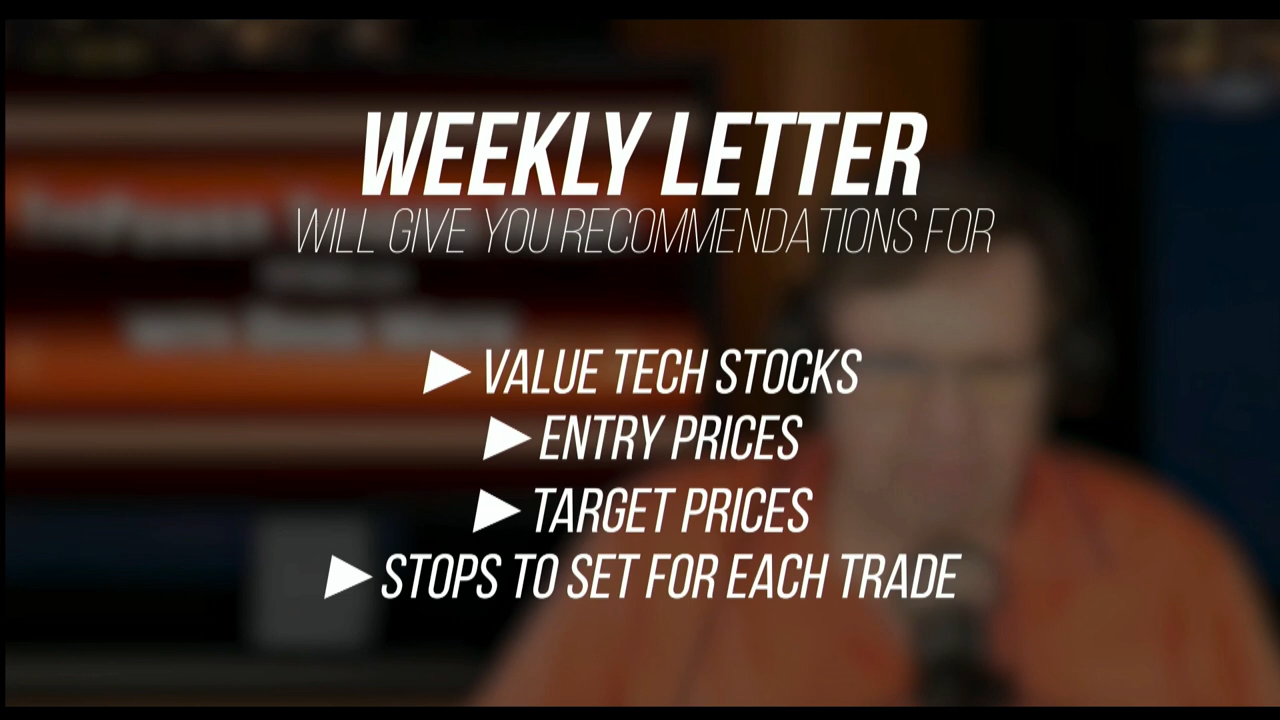 WEEKLY LETTER
WILL GIVE YOU RECOMMENDATIONS FOR
▶ VALUE TECH STOCKS
▶ ENTRY PRICES
▶ TARGET PRICES
▶ STOPS TO SET FOR EACH TRADE